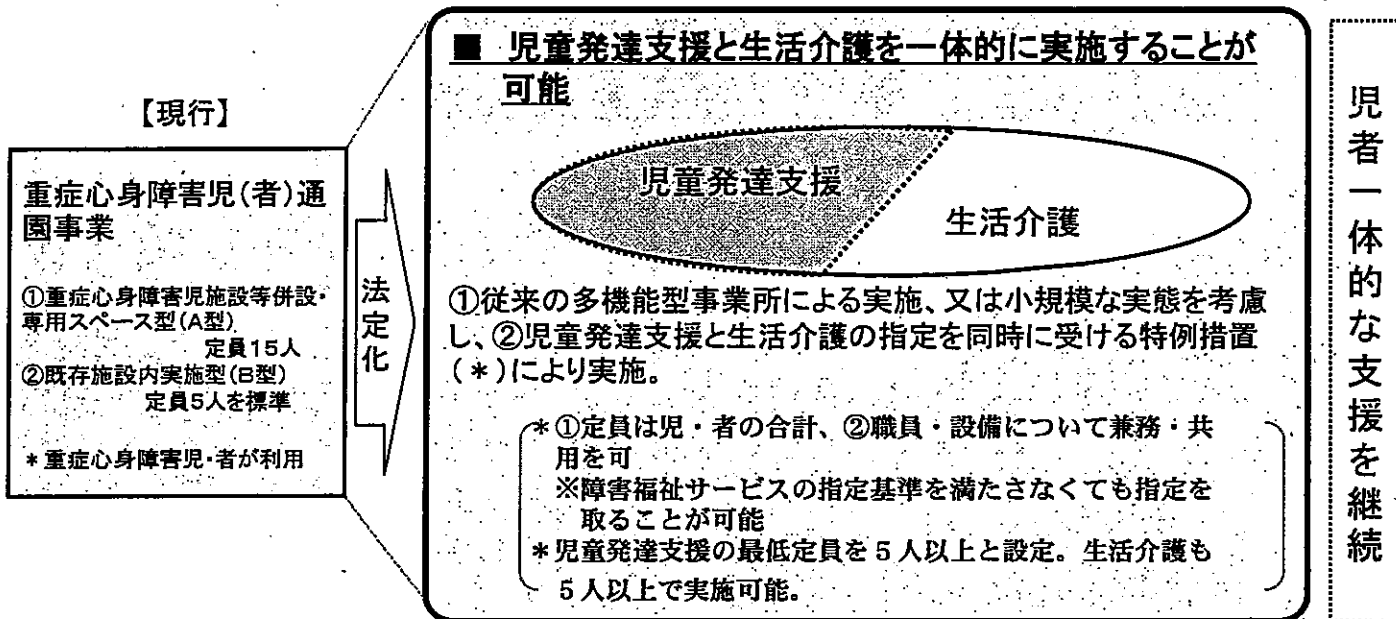 【現行】
重症心身障害児(者)通
園事業
①重症心身障害児施設等併設・
専用スペース型(A型)
定員15人
②既存施設内実施型(B型)
定員5人を標準
*重症心身障害児・者が利用
法定化
■ 児童発達支援と生活介護を一体的に実施することが
可能
児童発達支援
生活介護
①従来の多機能型事業所による実施、又は小規模な実態を考慮
し、②児童発達支援と生活介護の指定を同時に受ける特例措置
(*)により実施。
*①定員は児・者の合計、②職員・設備について兼務・共
用を可
※障害福祉サービスの指定基準を満たさなくても指定を
取ることが可能
*児童発達支援の最低定員を5人以上と設定。生活介護も
5人以上で実施可能。
児者一体的な支援を継続